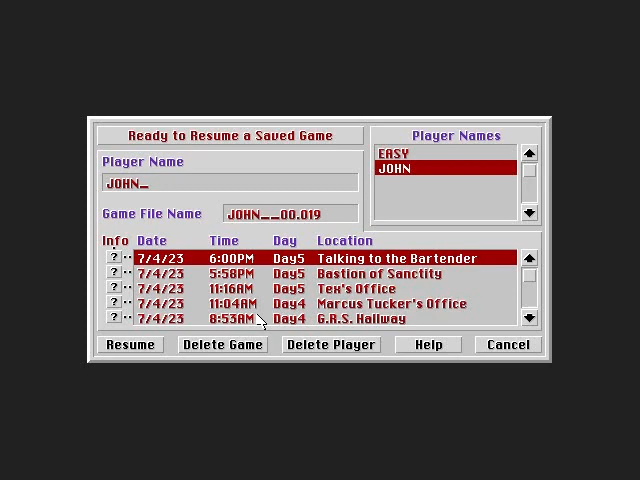 Ready to Resume a Saved Game
Player Names
Player Name
EASY
JOHN
JOHN_
Game File Name
JOHN__00.019
Info Date Time Day Location
? 7/4/23 6:00PM Day5 Talking to the Bartender
? 7/4/23 5:58PM Day5 Bastion of Sanctity
? 7/4/23 11:16AM Day5 Tex's Office
? 7/4/23 11:04AM Day4 Marcus Tucker's Office
? 7/4/23 8:53AM Day4 G.R.S. Hallway
Resume Delete Game Delete Player Help Cancel